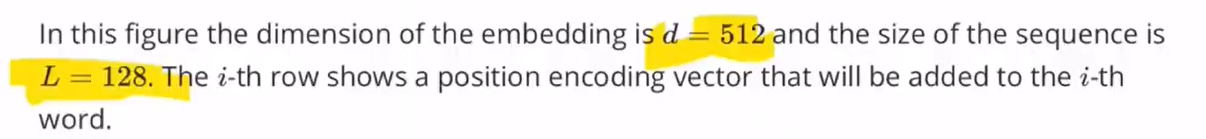 In this figure the dimension of the embedding is d = 512 and the size of the sequence is
L = 128. The i-th row shows a position encoding vector that will be added to the i-th
word.